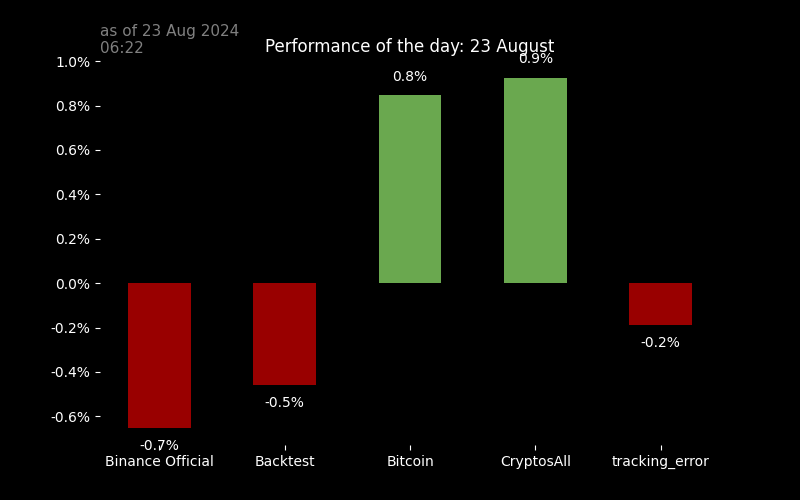 as of 23 Aug 2024
06:22
Performance of the day: 23 August
1.0%
0.8%
0.6%
0.4%
0.2%
0.0%
-0.2%
-0.4%
-0.6%
-0.7%
-0.5%
0.8%
0.9%
-0.2%
Binance Official
Backtest
Bitcoin
CryptosAll
tracking_error